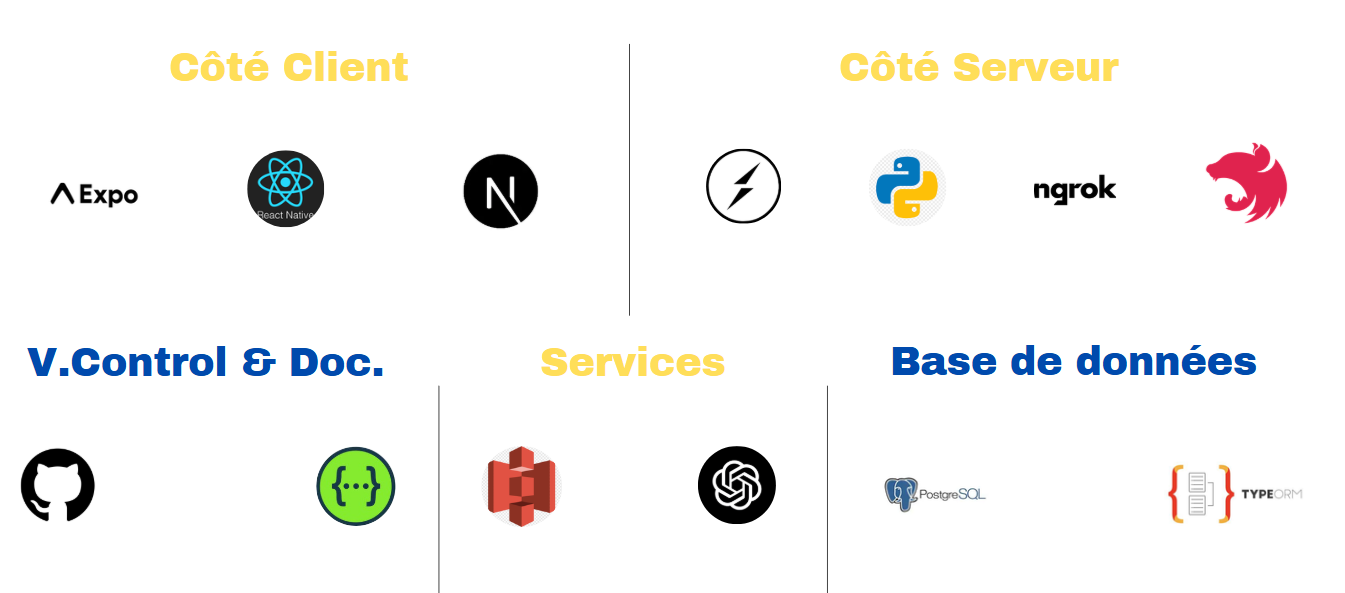 Côté Client
Côté Serveur
Expo
React Native
N
ngrok
V.Control & Doc.
Services
Base de données
{...}
PostgreSQL
{ } TYPEORM